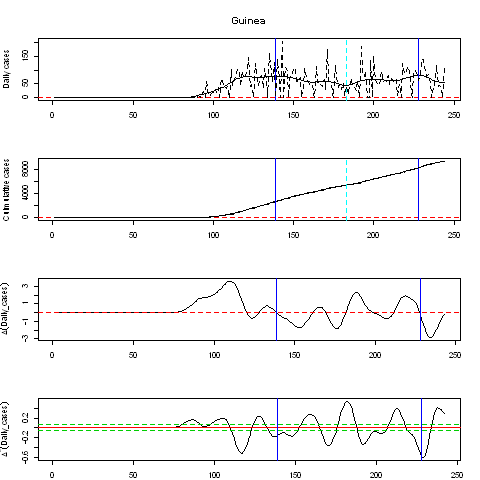 Guinea
Daily_cases
0 50 150
0 50 100 150 200 250
Culmulative cases
0 4000 8000
0 50 100 150 200 250
Δ(Daily_cases)
-3 -1 1 3
0 50 100 150 200 250
Δ²(Daily_cases)
-0.6 -0.2 0.2
0 50 100 150 200 250